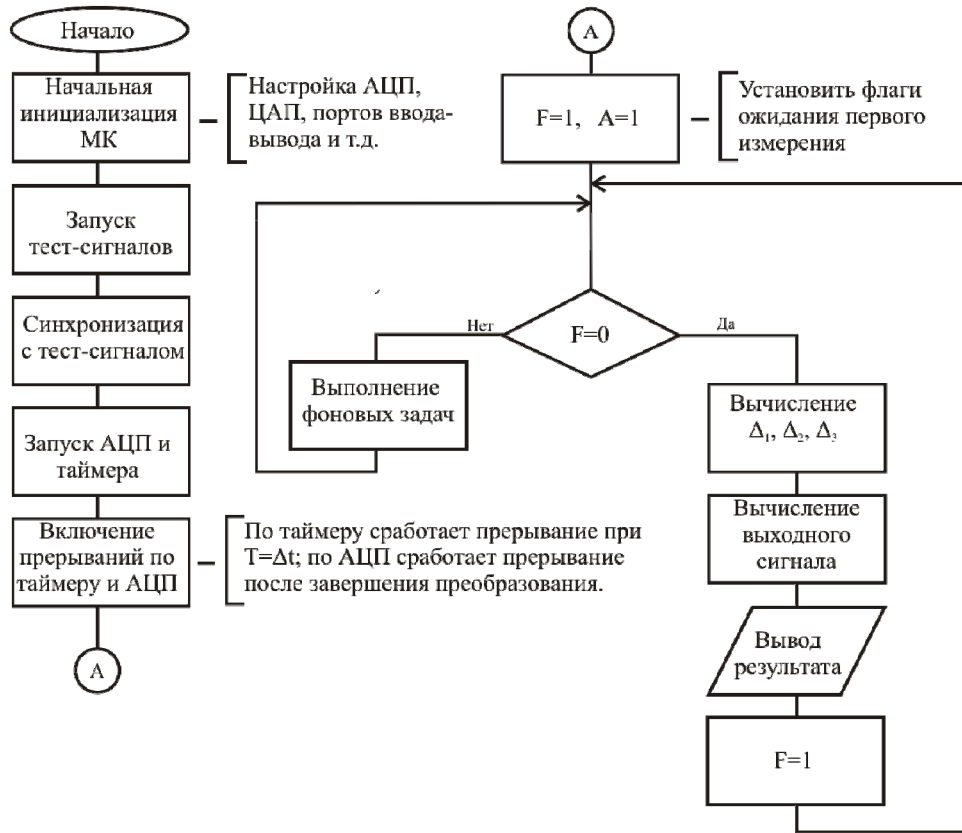 Начало
Начальная
инициализация
МК
Настройка АЦП,
ЦАП, портов ввода-
вывода и т.д.
Запуск
тест-сигналов
Синхронизация
с тест-сигналом
Запуск АЦП и
таймера
Включение
прерываний по
таймеру и АЦП
По таймеру сработает прерывание при
T=Δt; по АЦП сработает прерывание
после завершения преобразования.
А
А
F=1, A=1
Установить флаги
ожидания первого
измерения
F=0
Нет
Да
Выполнение
фоновых задач
Вычисление
Δ₁, Δ₂, Δ₃
Вычисление
выходного
сигнала
Вывод
результата
F=1